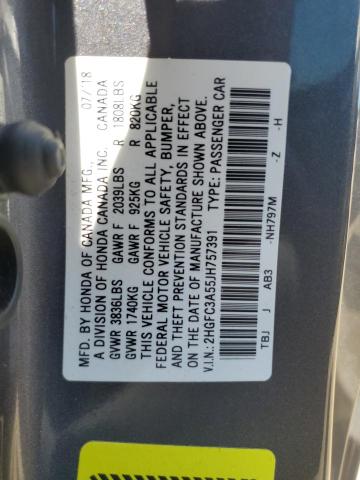 MFD. BY HONDA OF CANADA MFG., 07/18
A DIVISION OF HONDA CANADA INC. CANADA
GVWR 3836LBS GAWR F 2039LBS R 1808LBS
GVWR 1740KG GAWR F 925KG R 820KG
THIS VEHICLE CONFORMS TO ALL APPLICABLE
FEDERAL MOTOR VEHICLE SAFETY, BUMPER,
AND THEFT PREVENTION STANDARDS IN EFFECT
ON THE DATE OF MANUFACTURE SHOWN ABOVE.
V.I.N.: 2HGFC3A55JH757391 TYPE: PASSENGER CAR
TBJ J AB3 -NH797M -Z -H